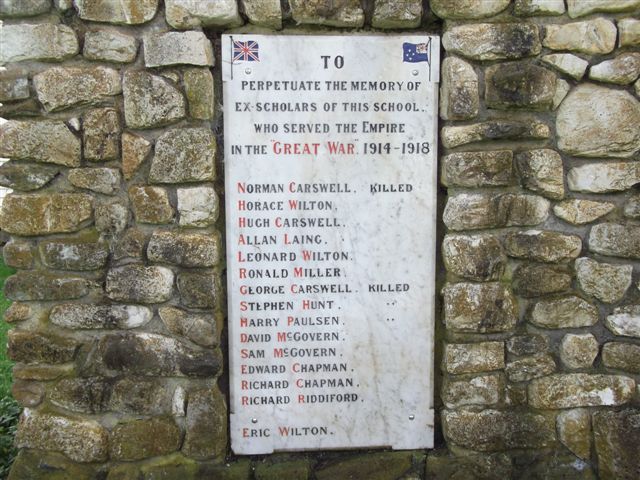 TO
PERPETUATE THE MEMORY OF
EX-SCHOLARS OF THIS SCHOOL.
WHO SERVED THE EMPIRE
IN THE "GREAT WAR" 1914-1918
NORMAN CARSWELL. KILLED
HORACE WILTON.
HUGH CARSWELL.
ALLAN LAING.
LEONARD WILTON.
RONALD MILLER.
GEORGE CARSWELL. KILLED
STEPHEN HUNT. "
HARRY PAULSEN. "
DAVID MCGOVERN.
SAM MCGOVERN.
EDWARD CHAPMAN.
RICHARD CHAPMAN.
RICHARD RIDDIFORD.
ERIC WILTON.